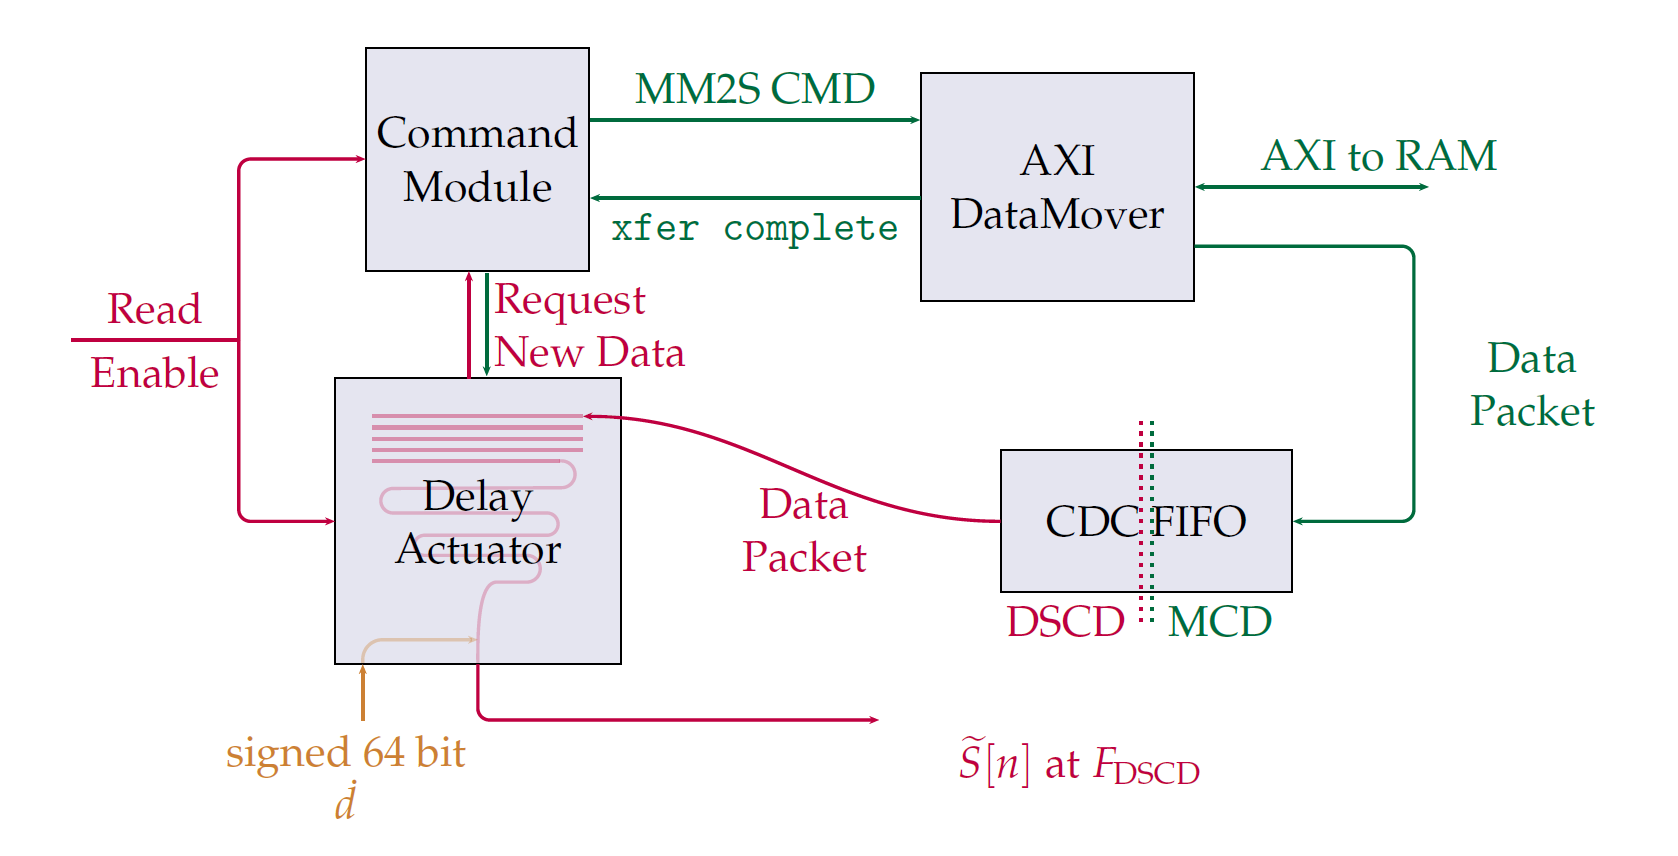 MM2S CMD
Command
Module
AXI
DataMover
AXI to RAM
xfer complete
Read
Enable
Request
New Data
Data
Packet
Delay
Actuator
Data
Packet
CDC FIFO
DSCD
MCD
signed 64 bit
ḋ
S̃[n] at F_DSCD